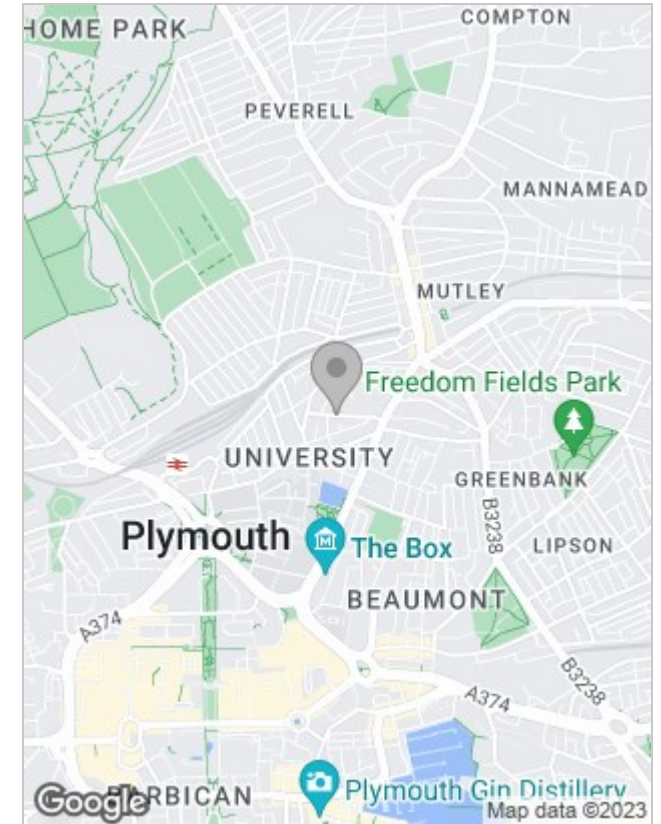 HOME PARK
COMPTON
PEVERELL
MANNAMEAD
MUTLEY
Freedom Fields Park
UNIVERSITY
GREENBANK
B3238
Plymouth
The Box
LIPSON
BEAUMONT
A374
B3238
A374
Plymouth Gin Distillery
BARBICAN
Google
Map data ©2023